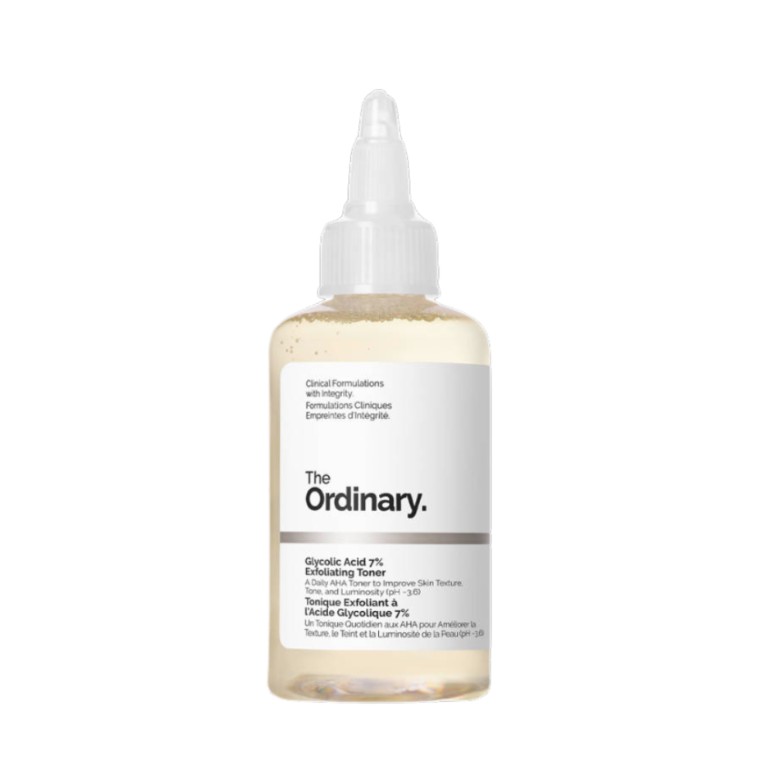 Clinical Formulations
with Integrity.
Formulations Cliniques
Empreintes d'Intégrité.
The
Ordinary.
Glycolic Acid 7%
Exfoliating Toner
A Daily AHA Toner to Improve Skin Texture,
Tone, and Luminosity (pH ~3.6)
Tonique Exfoliant à
l'Acide Glycolique 7%
Un Tonique Quotidien aux AHA pour Améliorer la
Texture, le Teint et la Luminosité de la Peau (pH ~3.6)